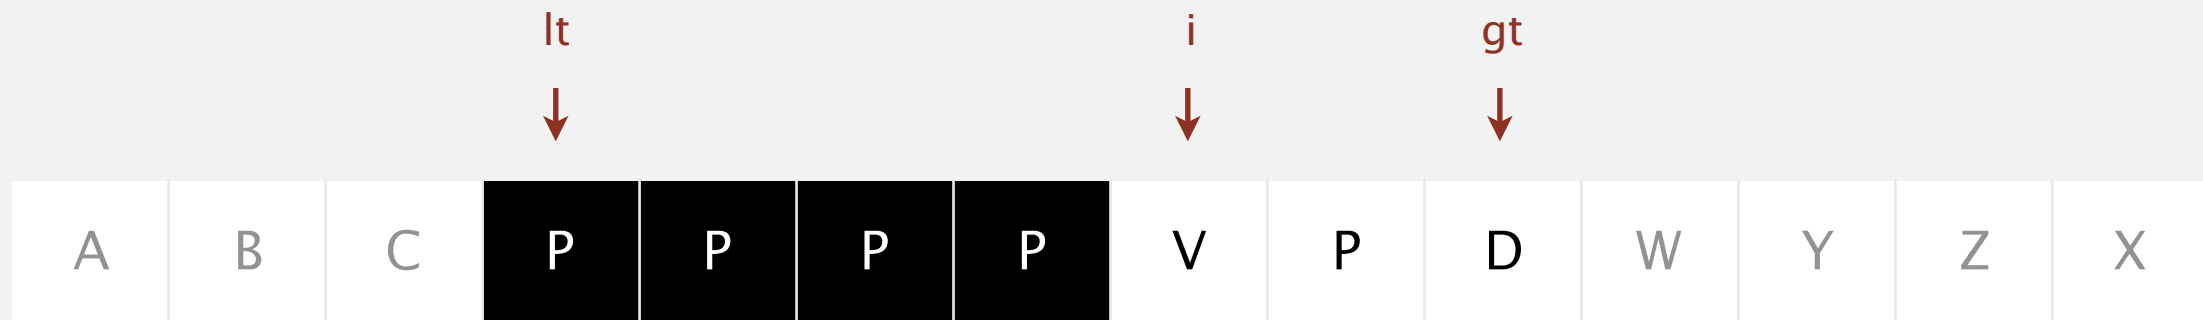 lt i gt
A B C P P P P V P D W Y Z X